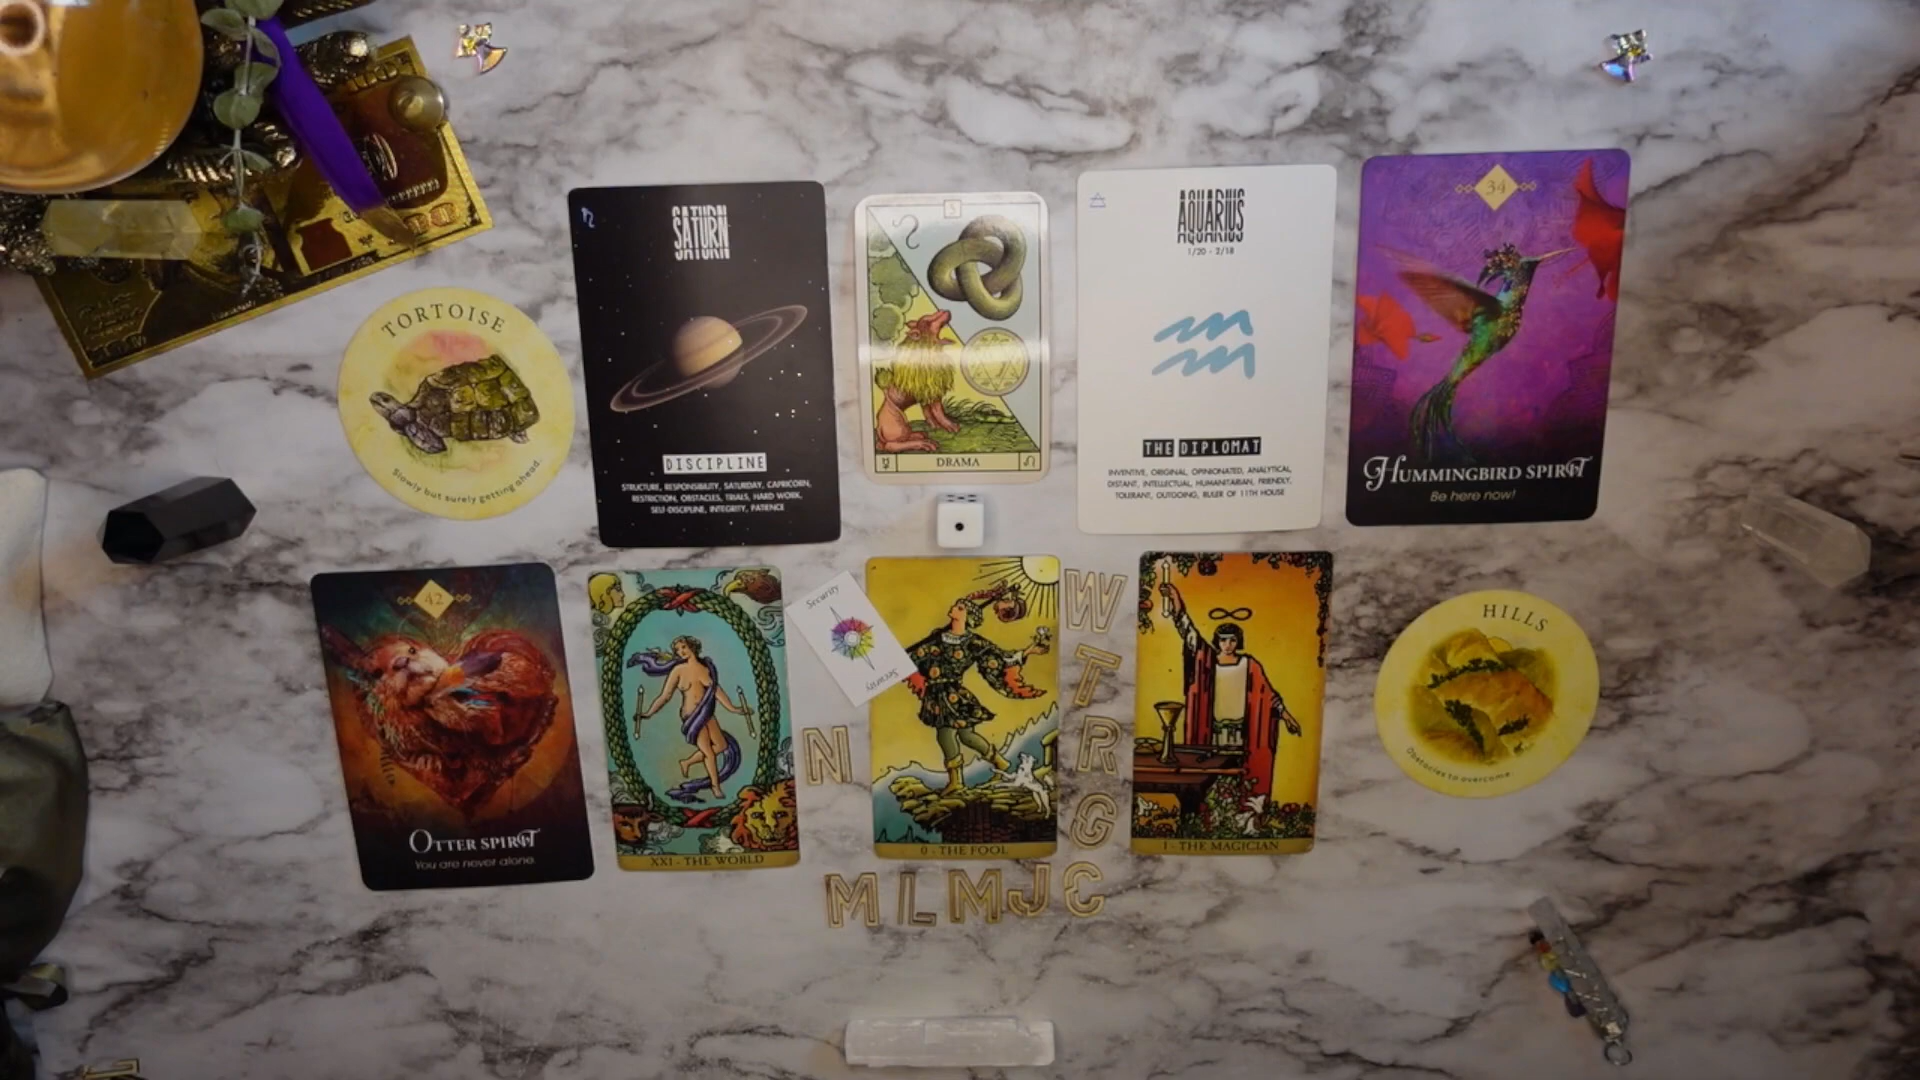 TORTOISE
Slowly but surely getting ahead.
SATURN
DISCIPLINE
STRUCTURE, RESPONSIBILITY, SATURDAY, CAPRICORN,
RESTRICTION, OBSTACLES, TRIALS, HARD WORK,
SELF-DISCIPLINE, INTEGRITY, PATIENCE
5
DRAMA
AQUARIUS
1/20 - 2/18
THE DIPLOMAT
INVENTIVE, ORIGINAL, OPINIONATED, ANALYTICAL,
DISTANT, INTELLECTUAL, HUMANITARIAN, FRIENDLY,
TOLERANT, OUTGOING, RULER OF 11TH HOUSE
34
HUMMINGBIRD SPIRIT
Be here now!
42
OTTER SPIRIT
You are never alone.
XXI - THE WORLD
Security
Security
N
0 - THE FOOL
W
T
R
G
M L M J C
I - THE MAGICIAN
HILLS
Obstacles to overcome.